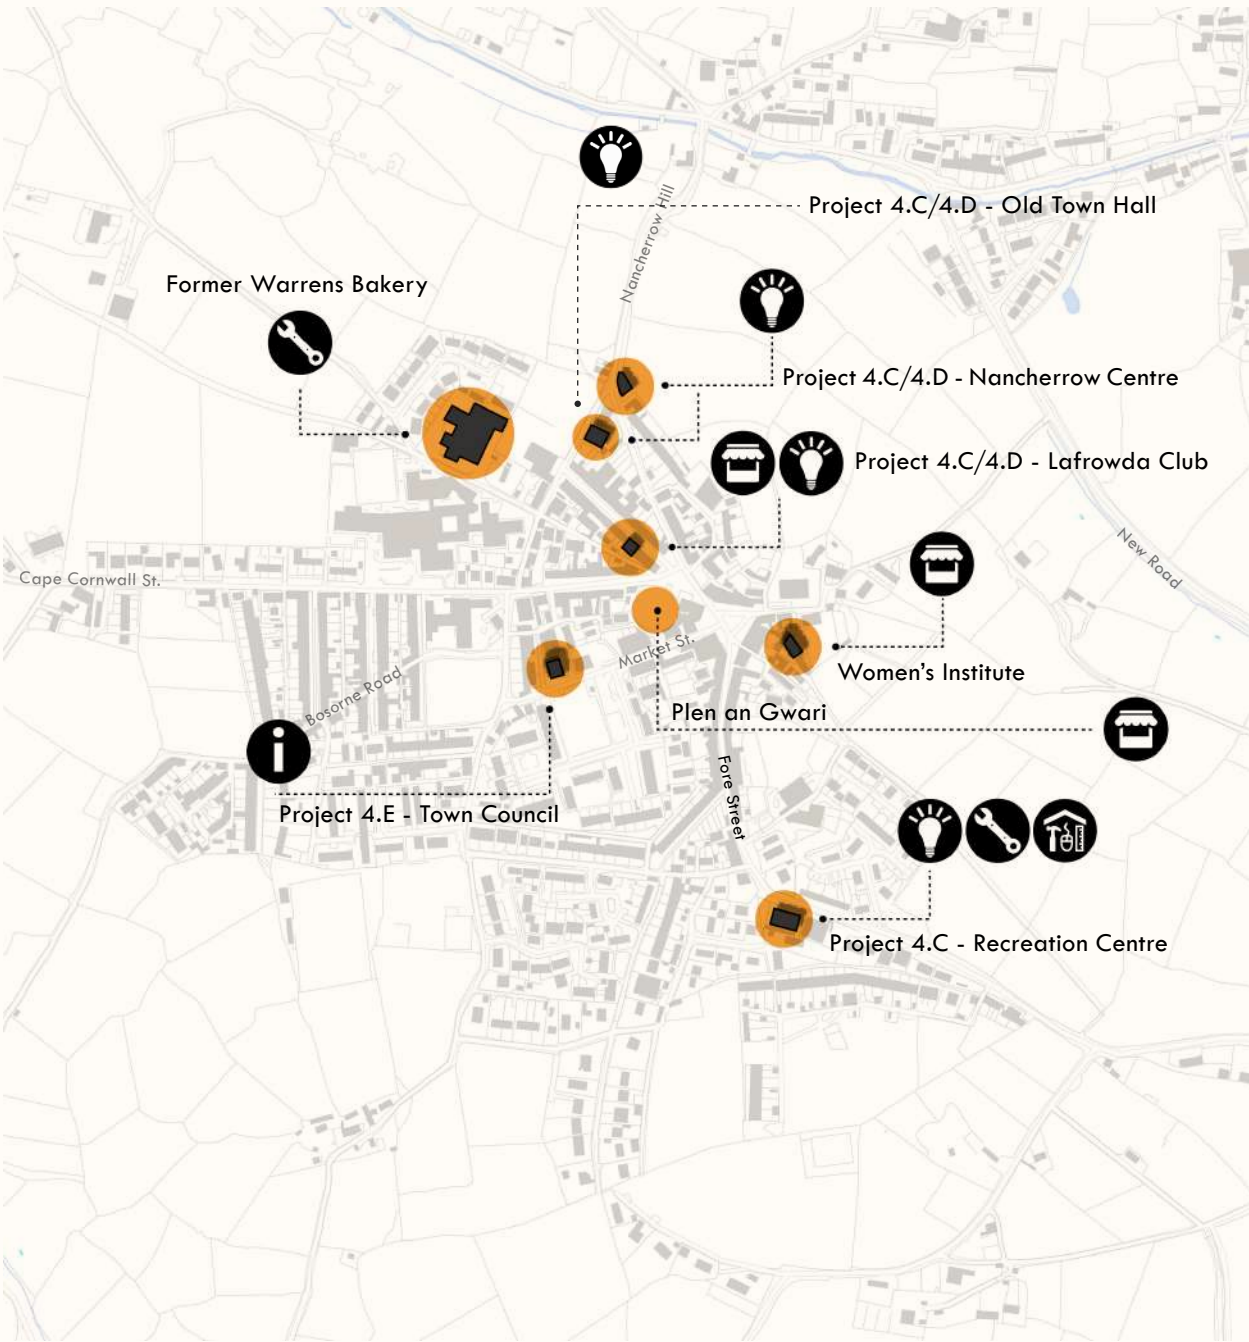 Project 4.C/4.D - Old Town Hall
Nancherrow Hill
Former Warrens Bakery
Project 4.C/4.D - Nancherrow Centre
Project 4.C/4.D - Lafrowda Club
New Road
Cape Cornwall St.
Market St.
Women's Institute
Bosorne Road
Plen an Gwari
i
Fore Street
Project 4.E - Town Council
Project 4.C - Recreation Centre